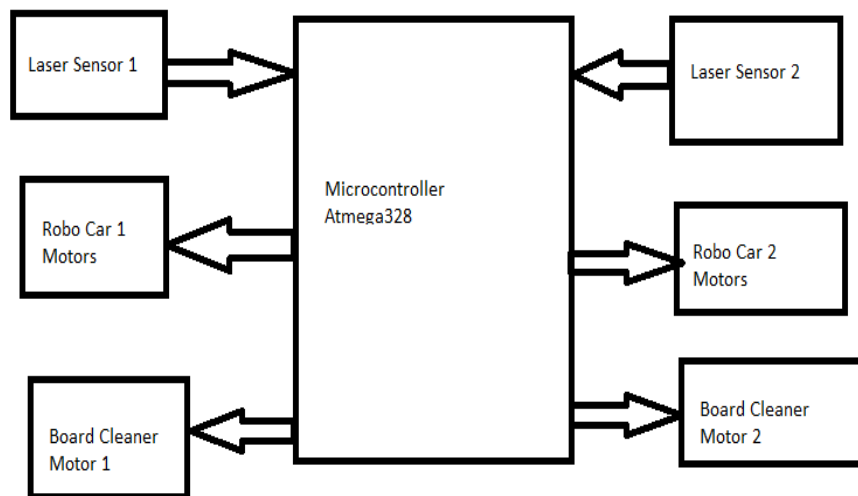 Laser Sensor 1
Laser Sensor 2
Microcontroller
Atmega328
Robo Car 1
Motors
Robo Car 2
Motors
Board Cleaner
Motor 1
Board Cleaner
Motor 2